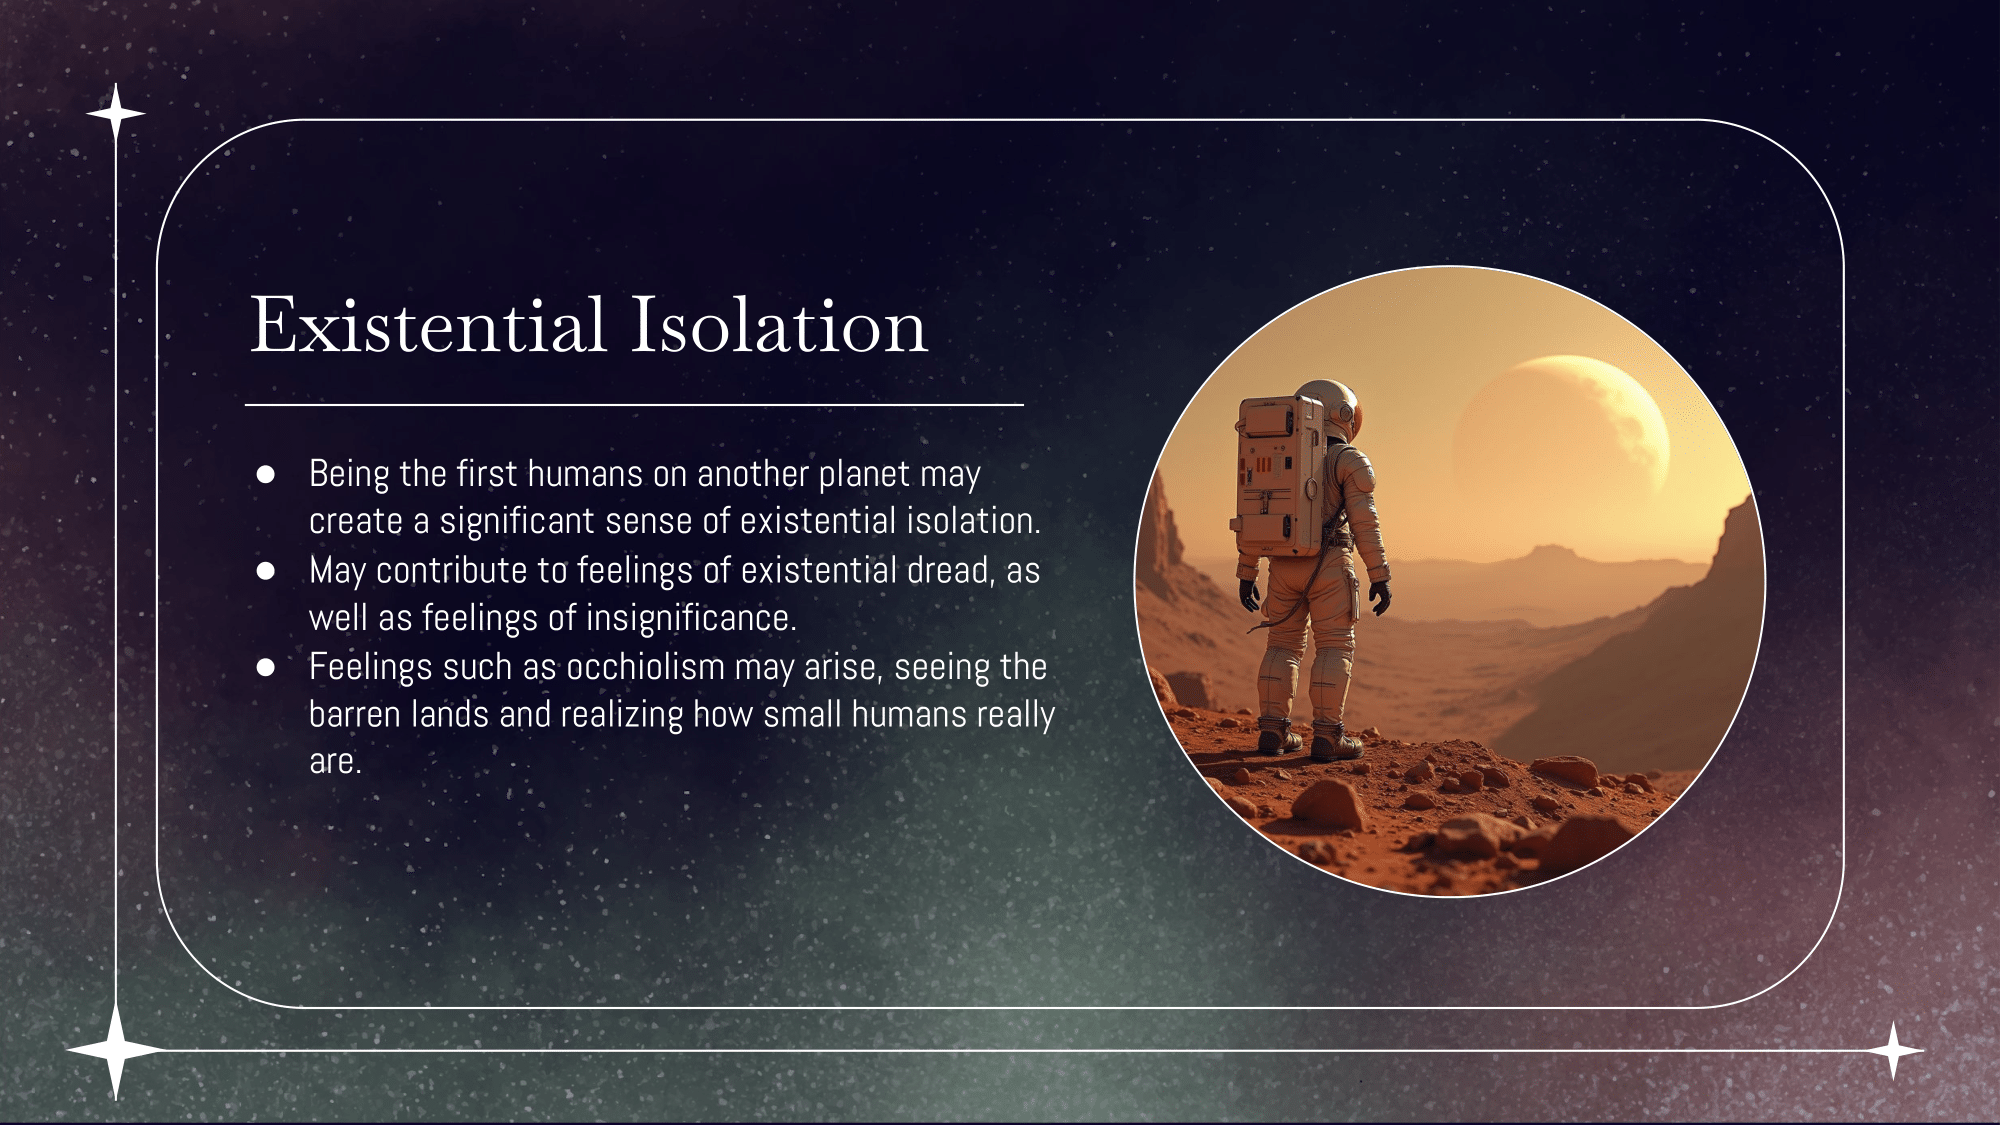 Existential Isolation
● Being the first humans on another planet may
create a significant sense of existential isolation.
● May contribute to feelings of existential dread, as
well as feelings of insignificance.
● Feelings such as occhiolism may arise, seeing the
barren lands and realizing how small humans really
are.